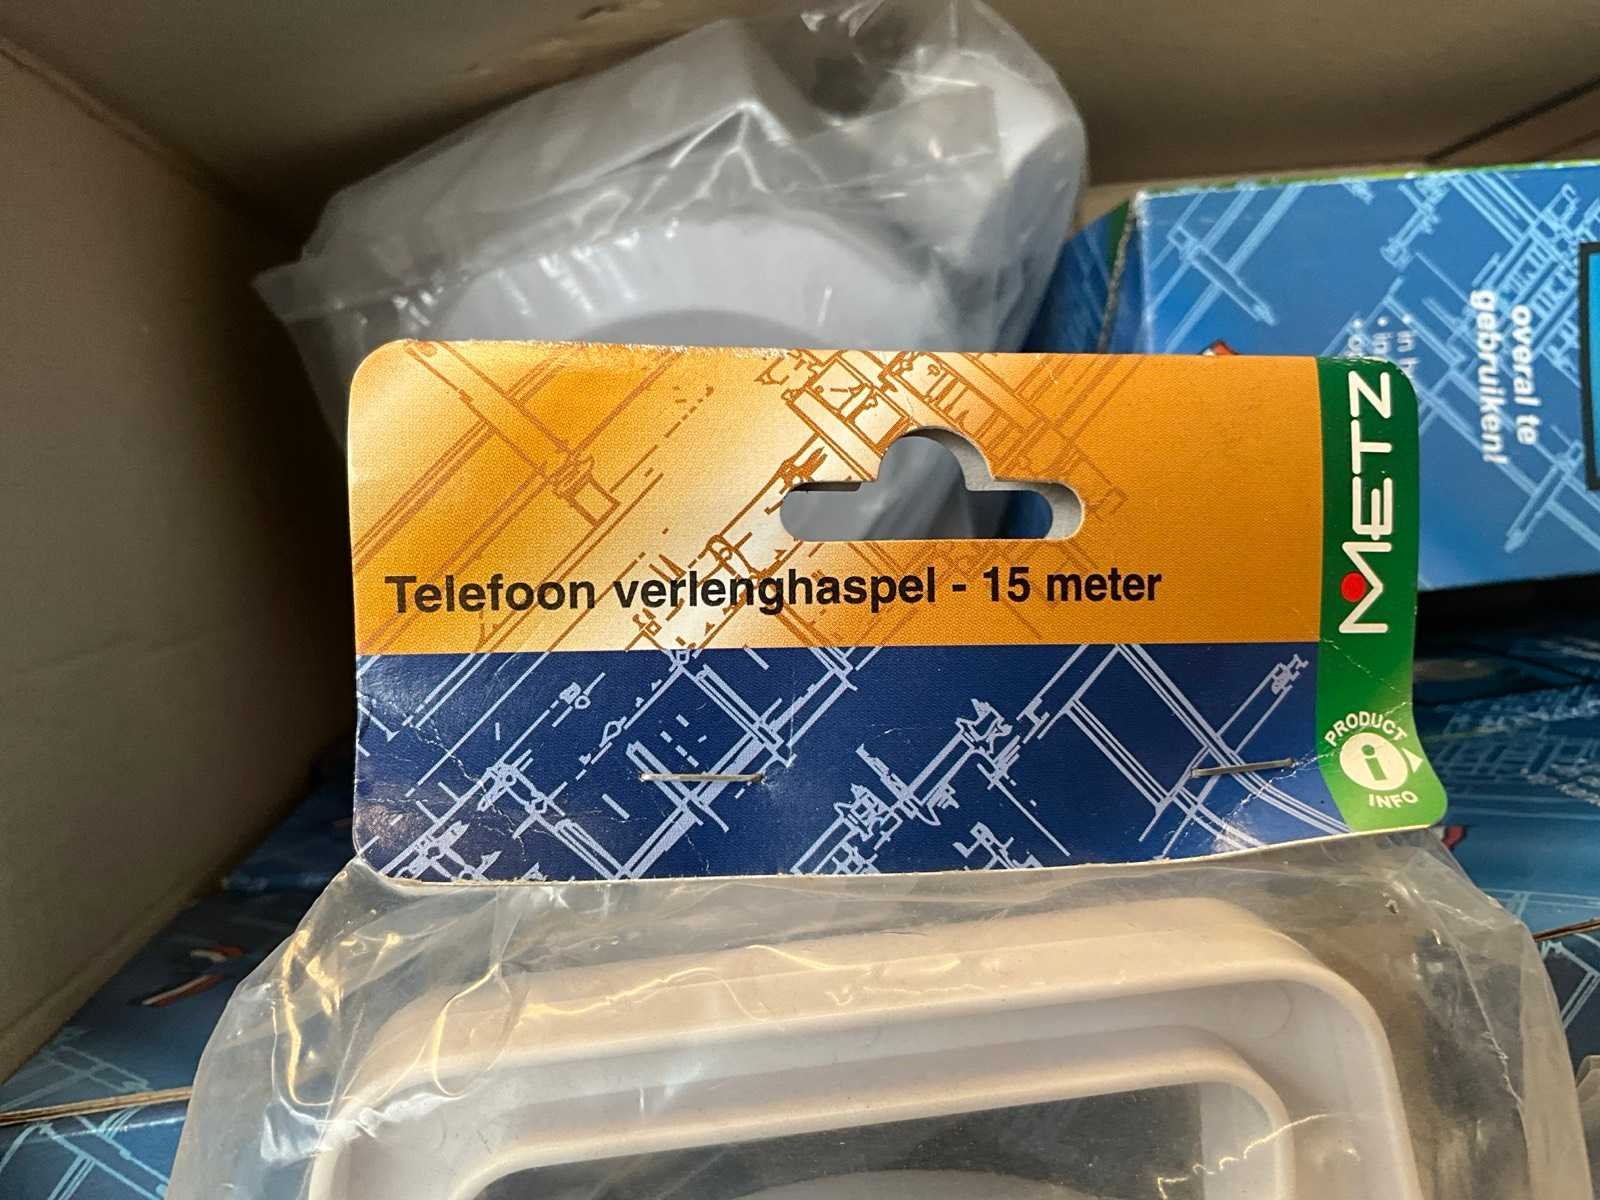 Telefoon verlenghaspel - 15 meter
METZ
PRODUCT
i
INFO
overal te
gebruiken!